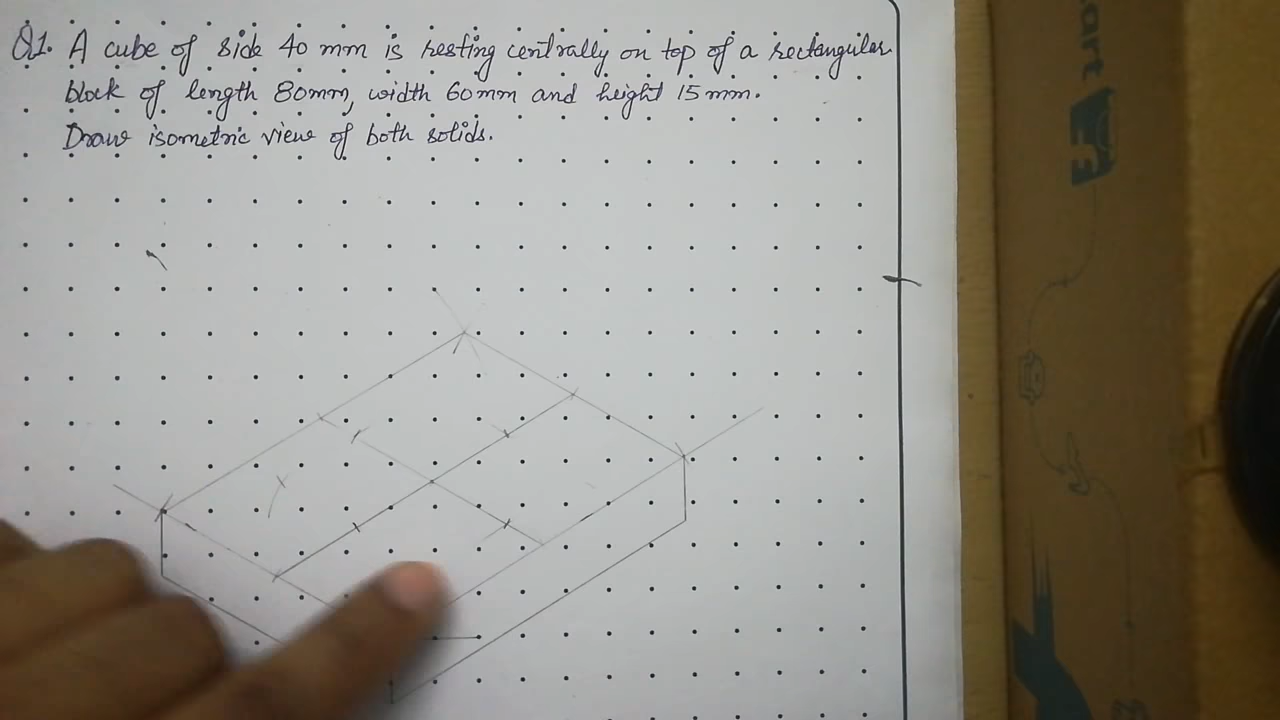 Q1. A cube of side 40 mm is resting centrally on top of a rectangular
block of length 80mm, width 60mm and height 15mm.
Draw isometric view of both solids.